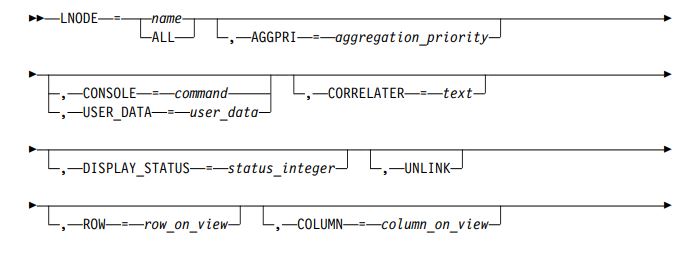 LNODE = name
ALL , AGGPRI = aggregation_priority
, CONSOLE = command , CORRELATER = text
, USER_DATA = user_data
, DISPLAY_STATUS = status_integer , UNLINK
, ROW = row_on_view , COLUMN = column_on_view